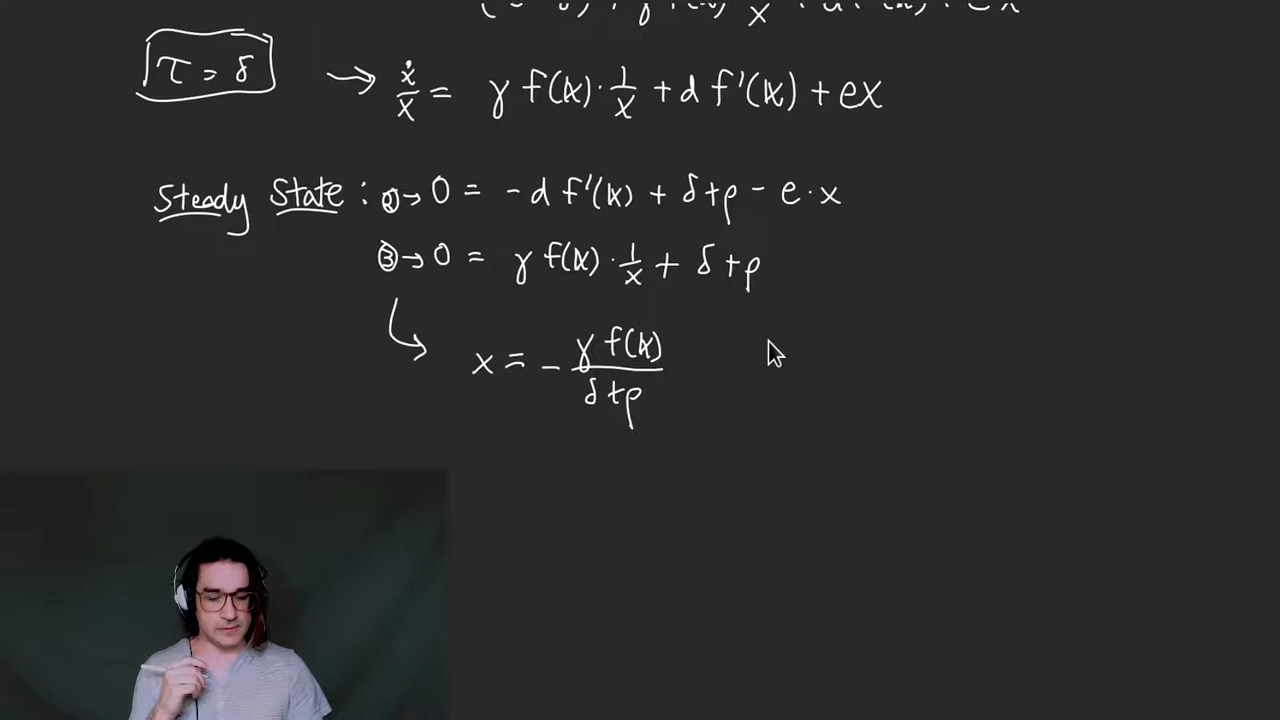 τ = δ → ẋ/x = γ f(k)·1/x + d f'(k) + ex
Steady State : ②→ 0 = - d f'(k) + δ+ρ - e·x
③→ 0 = γ f(k)·1/x + δ+ρ
x = - γ f(k)/δ+ρ